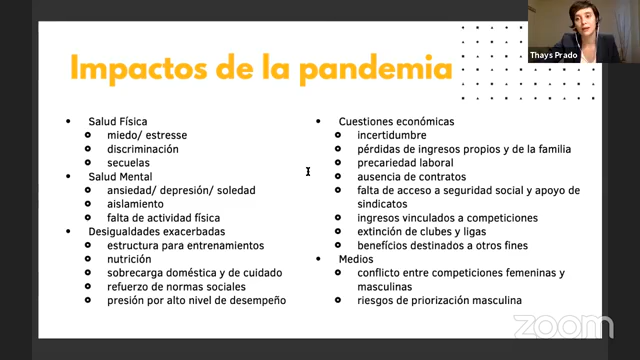 Thays Prado
Impactos de la pandemia
Salud Física
miedo/ estresse
discriminación
secuelas
Salud Mental
ansiedad/ depresión/ soledad
aislamiento
falta de actividad física
Desigualdades exacerbadas
estructura para entrenamientos
nutrición
sobrecarga doméstica y de cuidado
refuerzo de normas sociales
presión por alto nivel de desempeño
Cuestiones económicas
incertidumbre
pérdidas de ingresos propios y de la familia
precariedad laboral
ausencia de contratos
falta de acceso a seguridad social y apoyo de
sindicatos
ingresos vinculados a competiciones
extinción de clubes y ligas
benefícios destinados a otros fines
Medios
conflicto entre competiciones femeninas y
masculinas
riesgos de priorización masculina
zoom